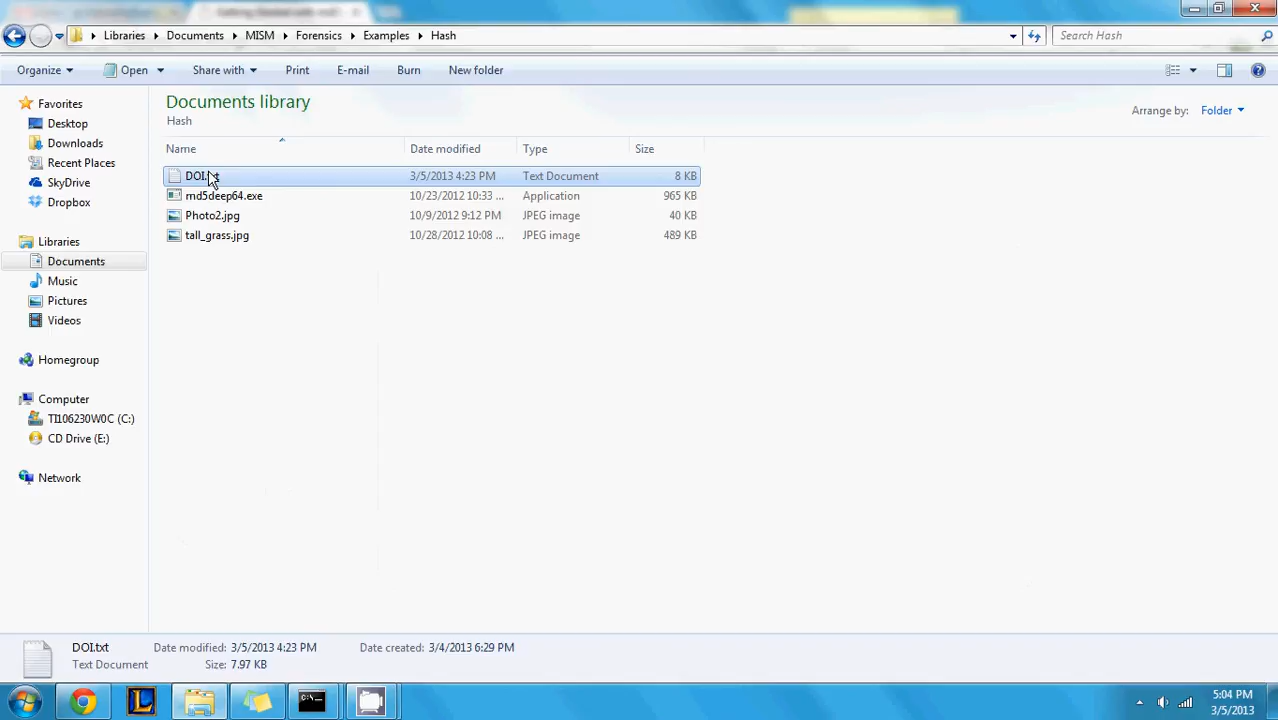 Libraries Documents MISM Forensics Examples Hash Search Hash
Organize Open Share with Print E-mail Burn New folder
Documents library
Hash
Arrange by: Folder
Name Date modified Type Size
DOI.txt 3/5/2013 4:23 PM Text Document 8 KB
md5deep64.exe 10/23/2012 10:33 ... Application 965 KB
Photo2.jpg 10/9/2012 9:12 PM JPEG image 40 KB
tall_grass.jpg 10/28/2012 10:08 ... JPEG image 489 KB
Favorites
Desktop
Downloads
Recent Places
SkyDrive
Dropbox
Libraries
Documents
Music
Pictures
Videos
Homegroup
Computer
TI106230W0C (C:)
CD Drive (E:)
Network
DOI.txt Date modified: 3/5/2013 4:23 PM Date created: 3/4/2013 6:29 PM
Text Document Size: 7.97 KB
C:\
5:04 PM
3/5/2013